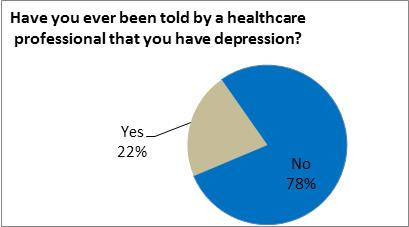 Have you ever been told by a healthcare
professional that you have depression?
Yes
22%
No
78%